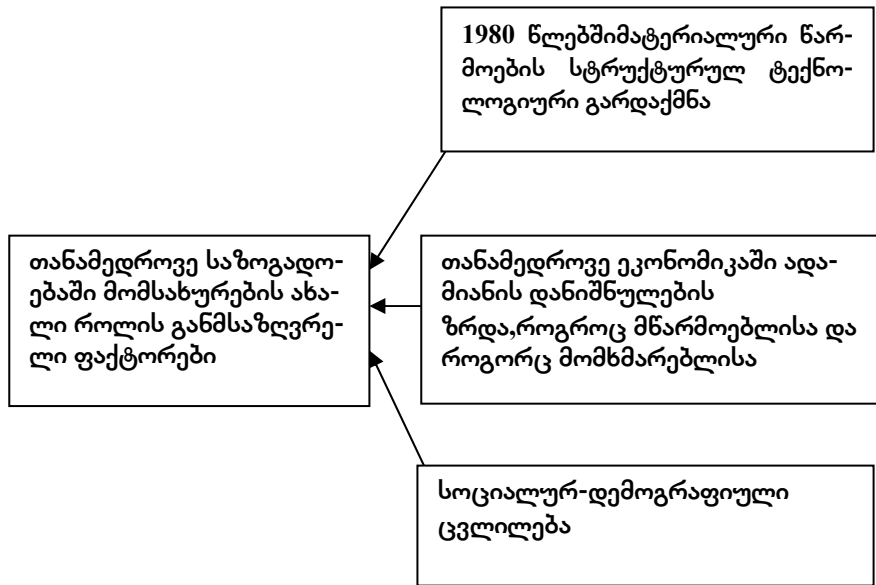 1980 წლებშიმატერიალური წარ-
მოების სტრუქტურულ ტექნო-
ლოგიური გარდაქმნა
თანამედროვე საზოგადო-
ებაში მომსახურების ახა-
ლი როლის განმსაზღვრე-
ლი ფაქტორები
თანამედროვე ეკონომიკაში ადა-
მიანის დანიშნულების
ზრდა,როგროც მწარმოებლისა და
როგორც მომხმარებლისა
სოციალურ-დემოგრაფიული
ცვლილება